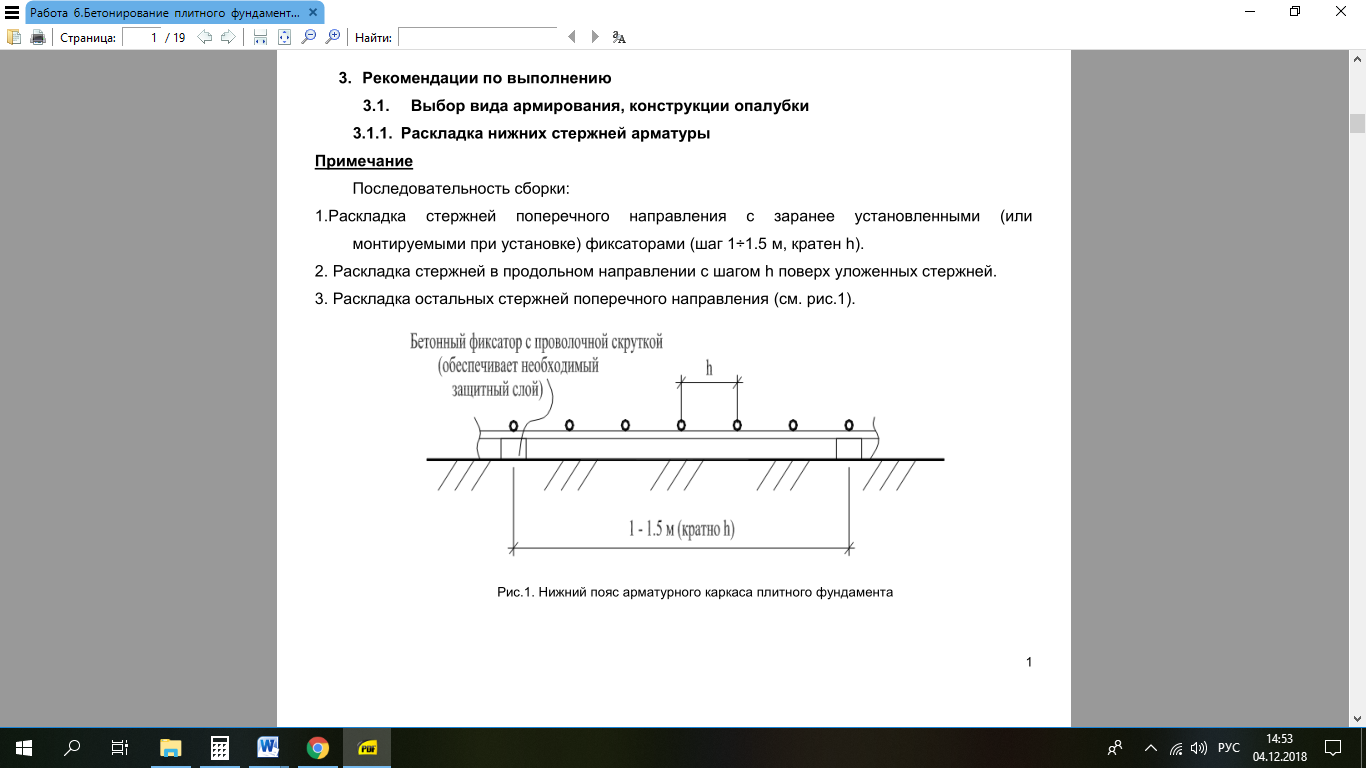 Работа 6.Бетонирование плитного фундамент...
Страница: 1 / 19 Найти:
3. Рекомендации по выполнению
3.1. Выбор вида армирования, конструкции опалубки
3.1.1. Раскладка нижних стержней арматуры
Примечание
Последовательность сборки:
1.Раскладка стержней поперечного направления с заранее установленными (или
монтируемыми при установке) фиксаторами (шаг 1÷1.5 м, кратен h).
2. Раскладка стержней в продольном направлении с шагом h поверх уложенных стержней.
3. Раскладка остальных стержней поперечного направления (см. рис.1).
Бетонный фиксатор с проволочной скруткой
(обеспечивает необходимый
защитный слой)
h
1 - 1.5 м (кратно h)
Рис.1. Нижний пояс арматурного каркаса плитного фундамента
1
PDF
РУС
14:53
04.12.2018